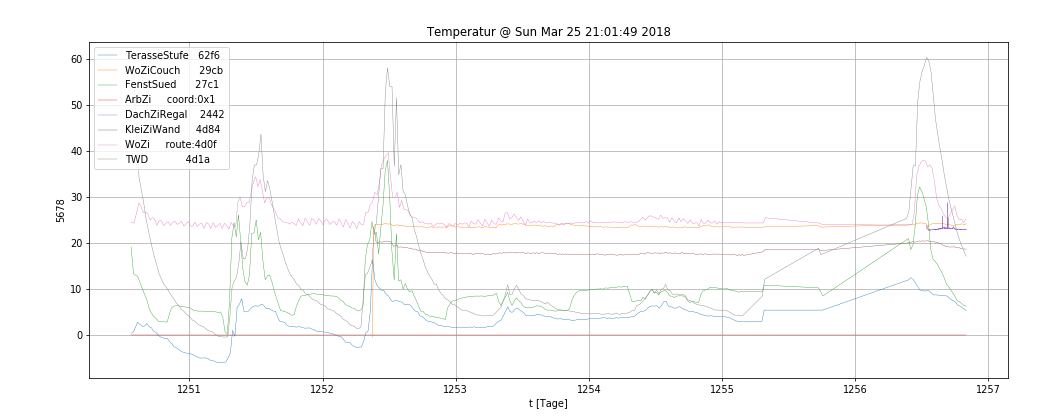 Temperatur @ Sun Mar 25 21:01:49 2018
60
50
40
30
20
10
0
5678
TerasseStufe 62f6
WoZiCouch 29cb
FenstSued 27c1
ArbZi coord:0x1
DachZiRegal 2442
KleiZiWand 4d84
WoZi route:4d0f
TWD 4d1a
1251 1252 1253 1254 1255 1256 1257
t [Tage]